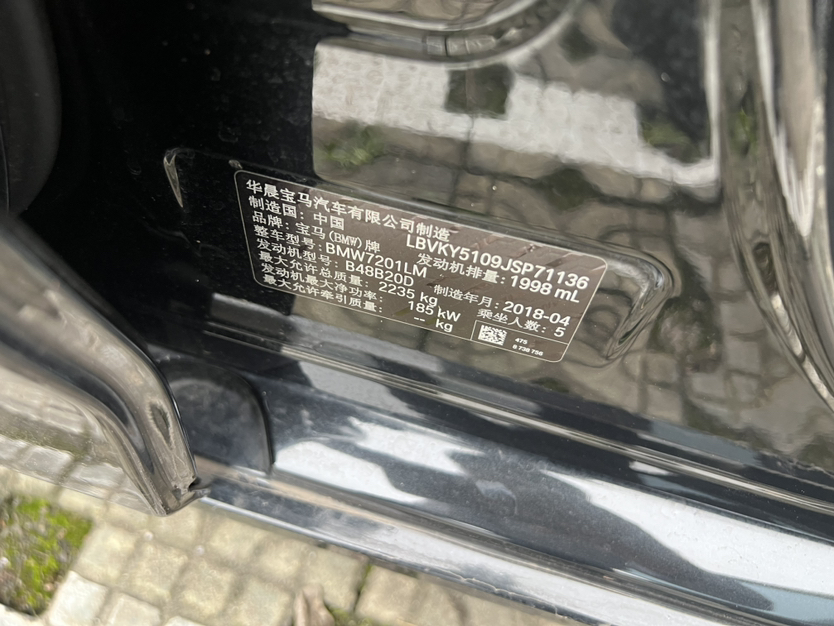 华晨宝马汽车有限公司制造
制造国：中国 LBVKY5109JSP71136
品牌：宝马(BMW)牌 发动机排量：1998 mL
整车型号：BMW7201LM
发动机型号：B48B20D 制造年月：2018-04
最大允许总质量：2235 kg 乘坐人数：5
发动机最大净功率：185 kW
最大允许牵引质量：-- kg
475
8 738 756